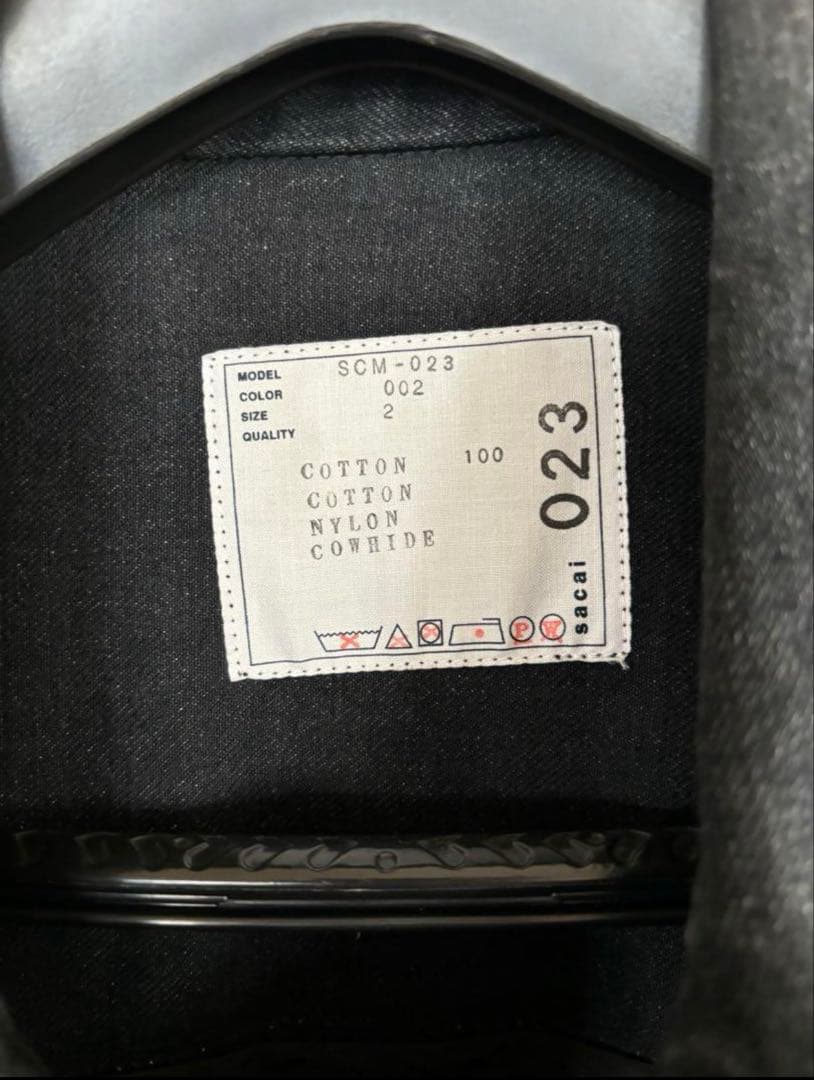 MODEL SCM-023
COLOR 002
SIZE 2
QUALITY
COTTON 100
COTTON
NYLON
COWHIDE
P W
sacai 023